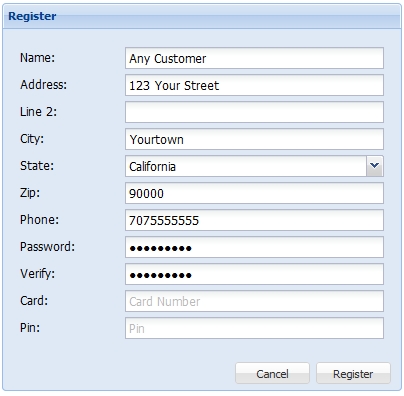 Register
Name: Any Customer
Address: 123 Your Street
Line 2:
City: Yourtown
State: California
Zip: 90000
Phone: 7075555555
Password: ●●●●●●●●●
Verify: ●●●●●●●●●
Card: Card Number
Pin: Pin
Cancel Register